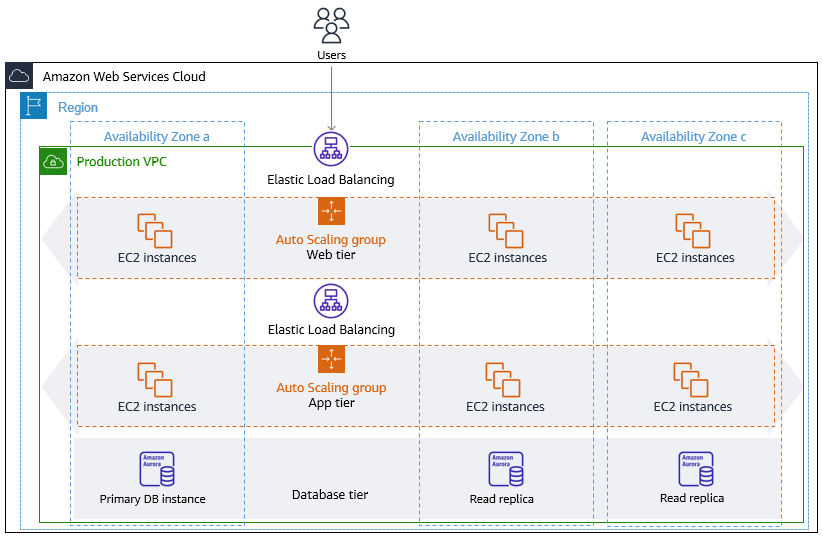 Users
Amazon Web Services Cloud
Region
Availability Zone a
Availability Zone b
Availability Zone c
Production VPC
Elastic Load Balancing
Auto Scaling group
Web tier
EC2 instances
EC2 instances
EC2 instances
Elastic Load Balancing
Auto Scaling group
App tier
EC2 instances
EC2 instances
EC2 instances
Amazon
Aurora
Primary DB instance
Database tier
Amazon
Aurora
Read replica
Amazon
Aurora
Read replica